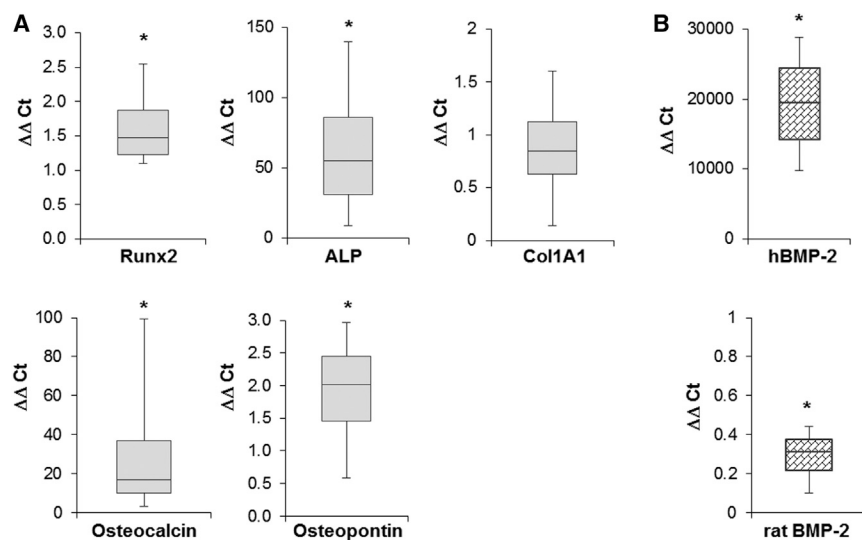 A
ΔΔ Ct
3.0
2.5
2.0
1.5
1.0
0.5
0.0
*
Runx2
ΔΔ Ct
150
100
50
0
*
ALP
ΔΔ Ct
2
1.5
1
0.5
0
Col1A1
B
ΔΔ Ct
30000
20000
10000
0
*
hBMP-2
ΔΔ Ct
100
80
60
40
20
0
*
Osteocalcin
ΔΔ Ct
3.0
2.5
2.0
1.5
1.0
0.5
0.0
*
Osteopontin
ΔΔ Ct
1
0.8
0.6
0.4
0.2
0
*
rat BMP-2